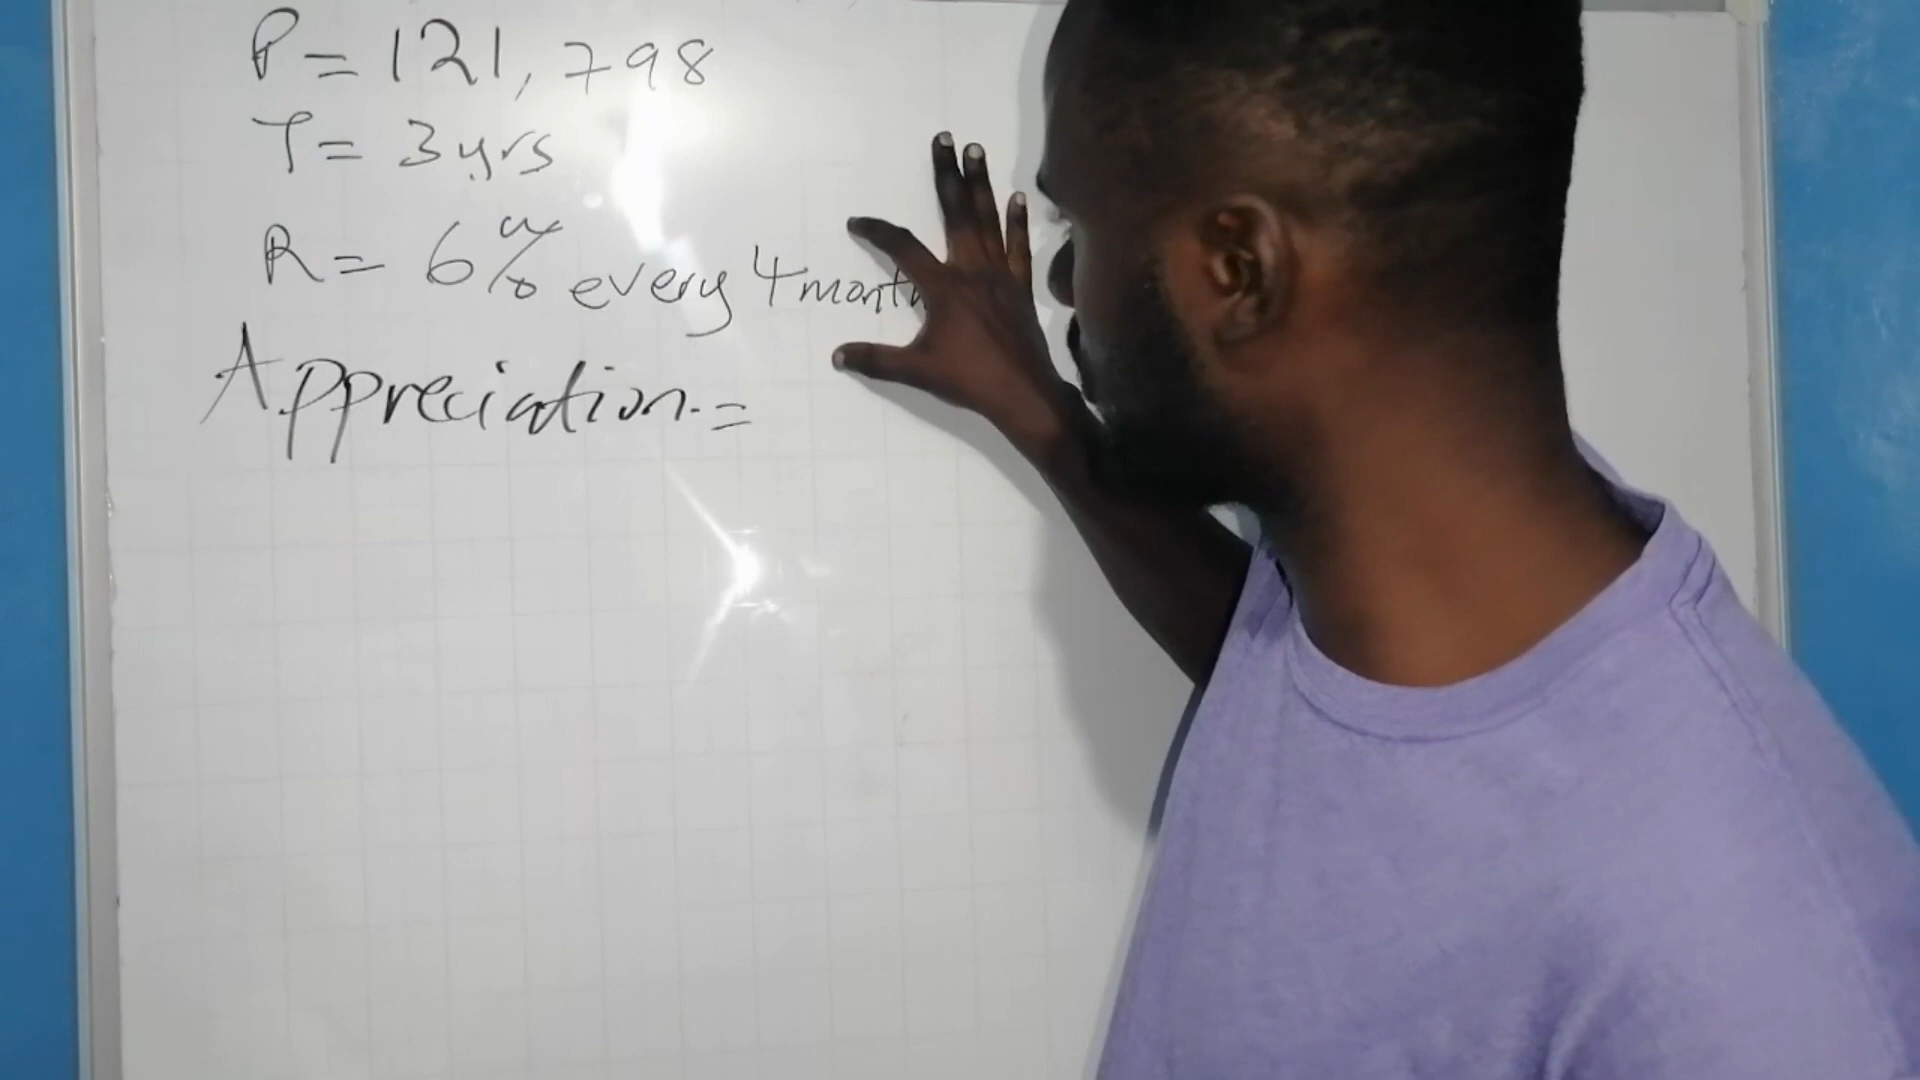 P = 121,798
T = 3yrs
R = 6% every 4 month
Appreciation =